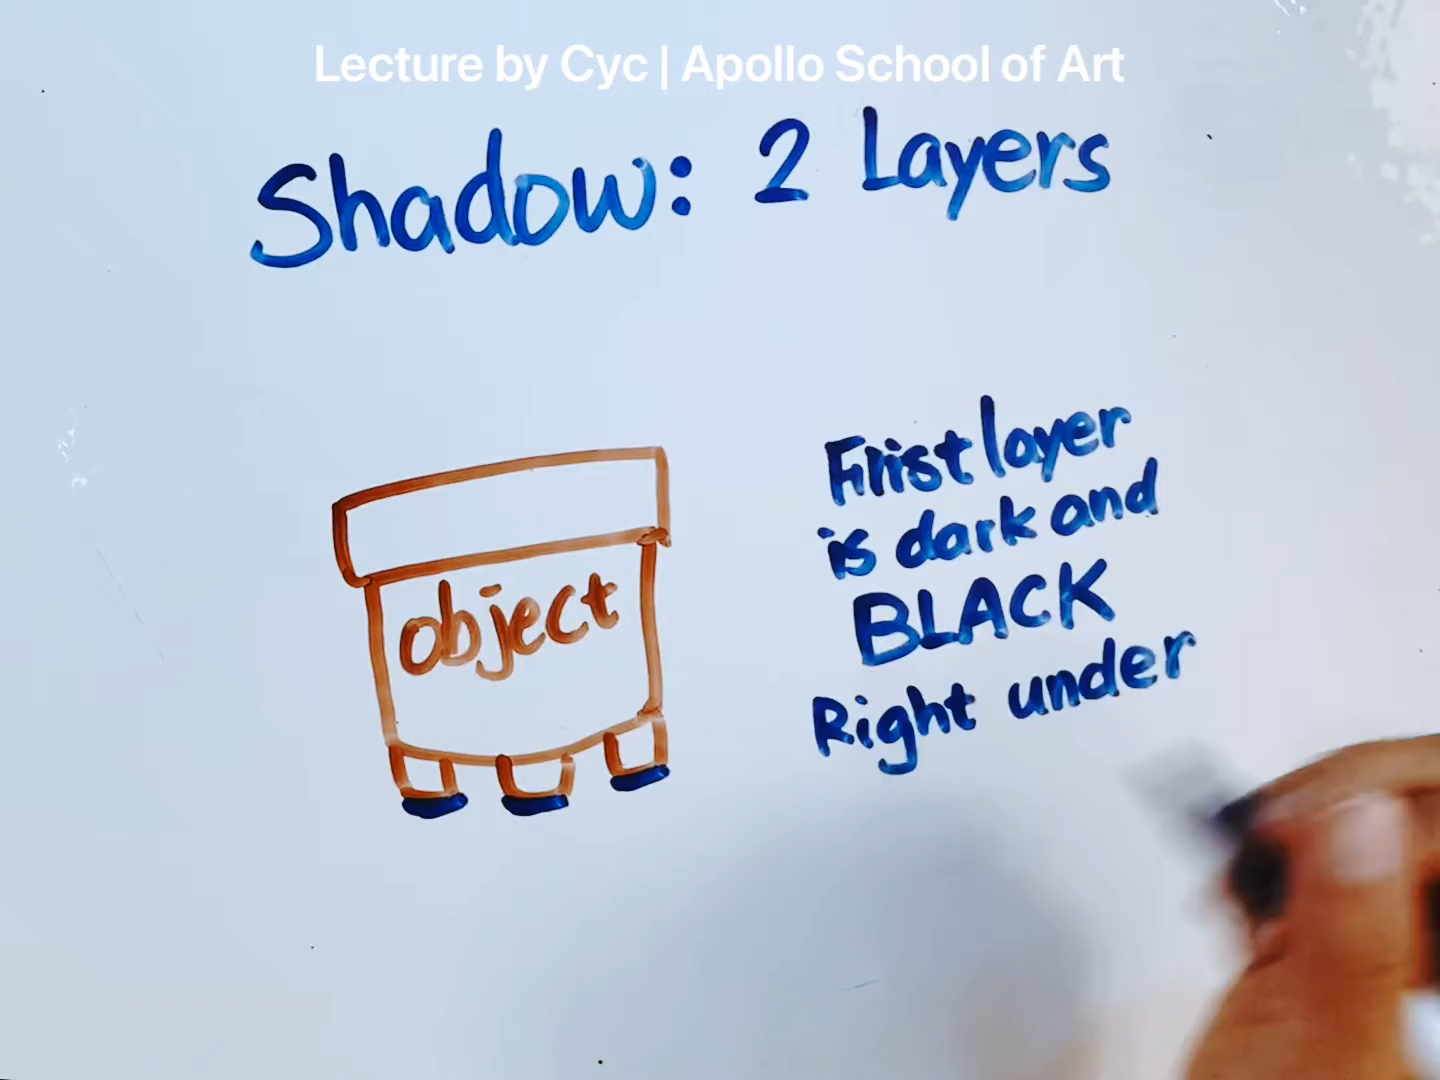 Lecture by Cyc | Apollo School of Art
Shadow: 2 Layers
object
Frist layer
is dark and
BLACK
Right under